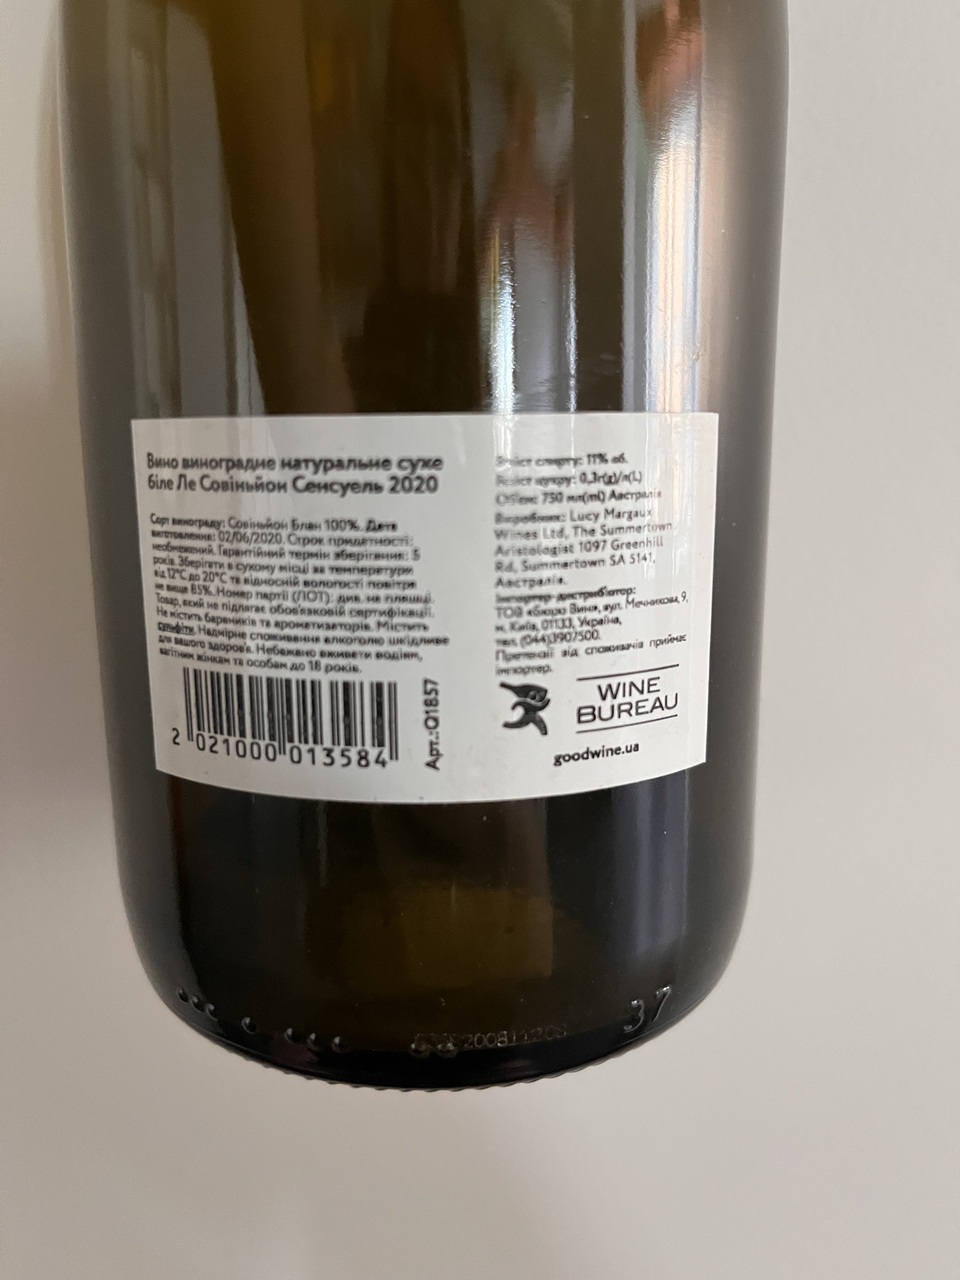 Вино виноградне натуральне сухе
біле Ле Совіньйон Сенсуель 2020
Сорт винограду: Совіньйон Блан 100%. Дата
виготовлення: 02/06/2020. Строк придатності:
необмежений. Гарантійний термін зберігання: 5
років. Зберігати в сухому місці за температури
від 12°C до 20°C та відносній вологості повітря
не вище 85%. Номер партії (ЛОТ): див. на пляшці.
Товар, який не підлягає обов'язковій сертифікації.
Не містить барвників та ароматизаторів. Містить
сульфіти. Надмірне споживання алкоголю шкідливе
для вашого здоров'я. Небажано вживати водіям,
вагітним жінкам та особам до 18 років.
2 021000 013584
Арт.:Q1857
Вміст спирту: 11% об.
Вміст цукру: 0,3г(g)/л(L)
Об'єм: 750 мл(ml) Австралія
Виробник: Lucy Margaux
Wines Ltd, The Summertown
Aristologist 1097 Greenhill
Rd, Summertown SA 5141,
Австралія.
Імпортер-дистриб'ютор:
ТОВ «Бюро Вина», вул. Мечникова, 9,
м. Київ, 01133, Україна,
тел. (044)3907500.
Претензії від споживачів приймає
імпортер.
WINE
BUREAU
goodwine.ua
37